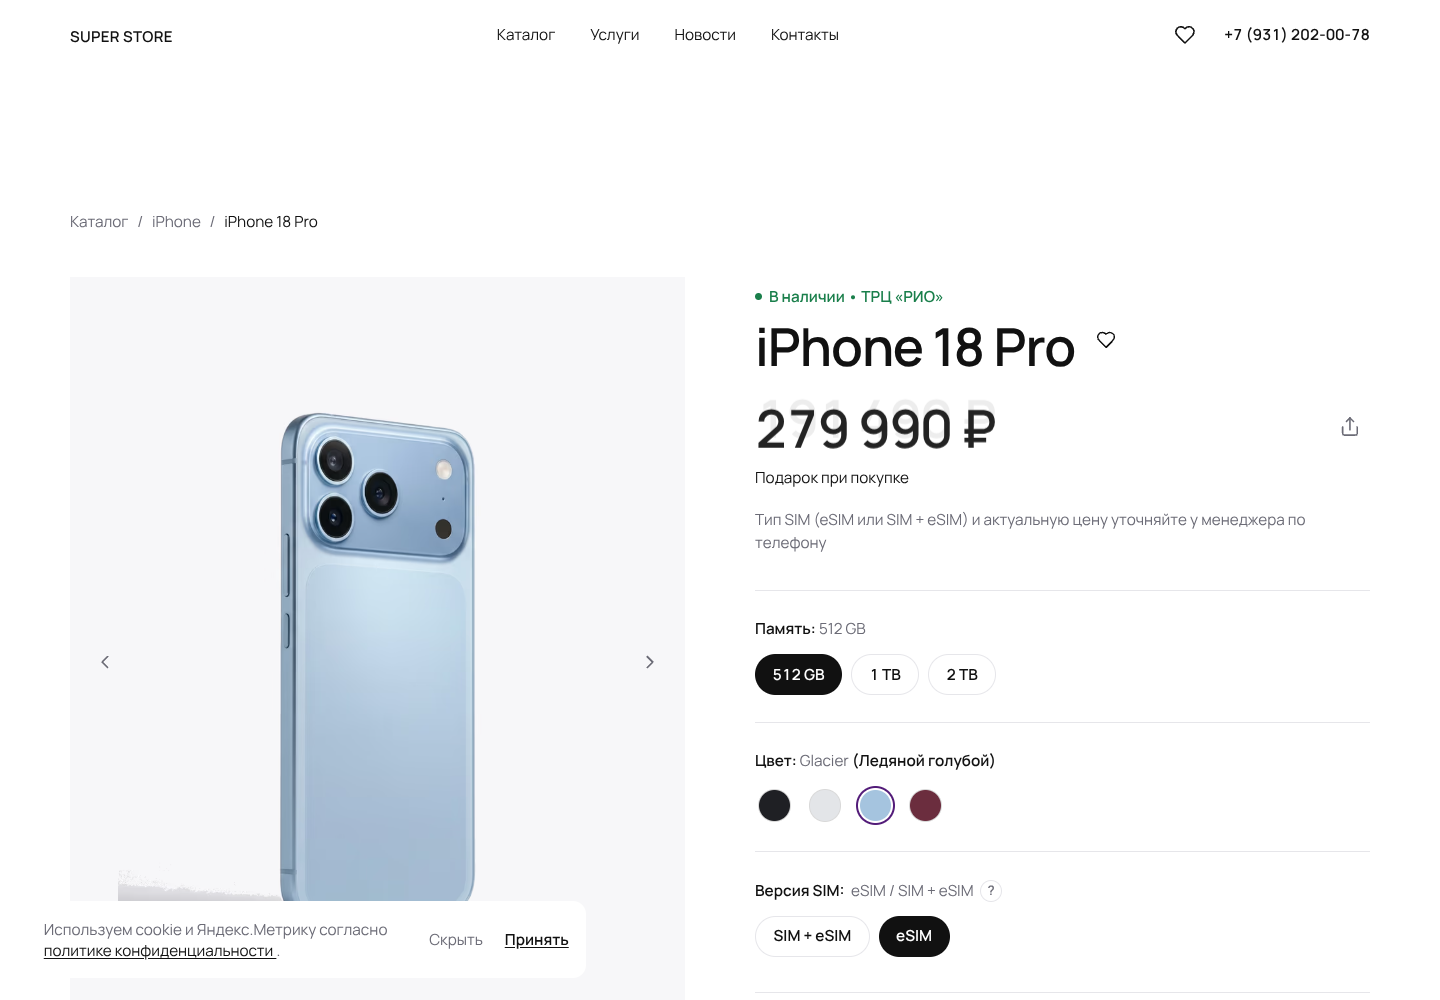 SUPER STORE
Каталог
Услуги
Новости
Контакты
+7 (931) 202-00-78
Каталог / iPhone / iPhone 18 Pro
В наличии • ТРЦ «РИО»
iPhone 18 Pro
279 990 ₽
Подарок при покупке
Тип SIM (eSIM или SIM + eSIM) и актуальную цену уточняйте у менеджера по
телефону
Память: 512 GB
512 GB
1 TB
2 TB
Цвет: Glacier (Ледяной голубой)
Версия SIM: eSIM / SIM + eSIM ?
SIM + eSIM
eSIM
Используем cookie и Яндекс.Метрику согласно
политике конфиденциальности .
Скрыть
Принять